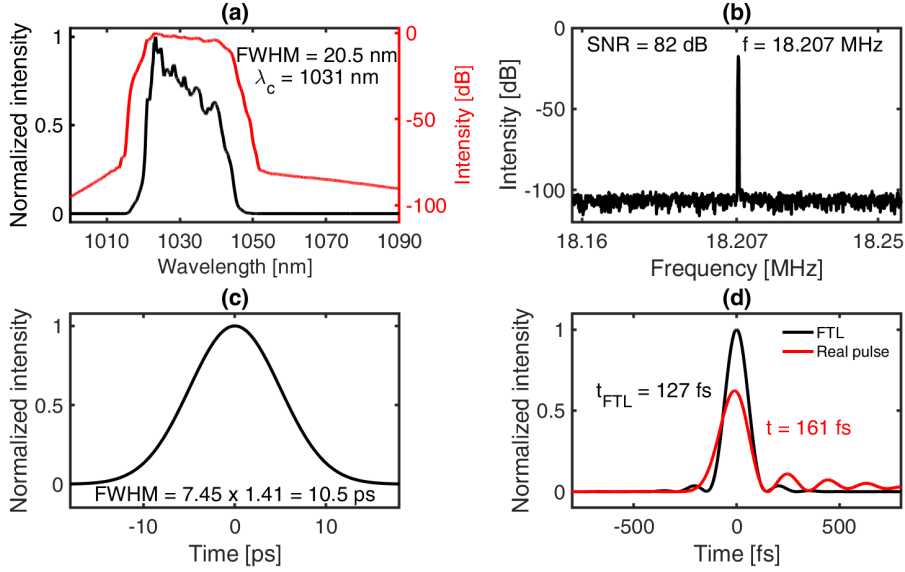 (a)
Normalized intensity
1
0.5
0
FWHM = 20.5 nm
λc = 1031 nm
0
-50
-100
Intensity [dB]
1010
1030
1050
1070
1090
Wavelength [nm]
(b)
Intensity [dB]
0
-50
-100
SNR = 82 dB
f = 18.207 MHz
18.16
18.207
18.25
Frequency [MHz]
(c)
Normalized intensity
1
0.5
0
FWHM = 7.45 x 1.41 = 10.5 ps
-10
0
10
Time [ps]
(d)
Normalized intensity
1
0.5
0
FTL
Real pulse
tFTL = 127 fs
t = 161 fs
-500
0
500
Time [fs]